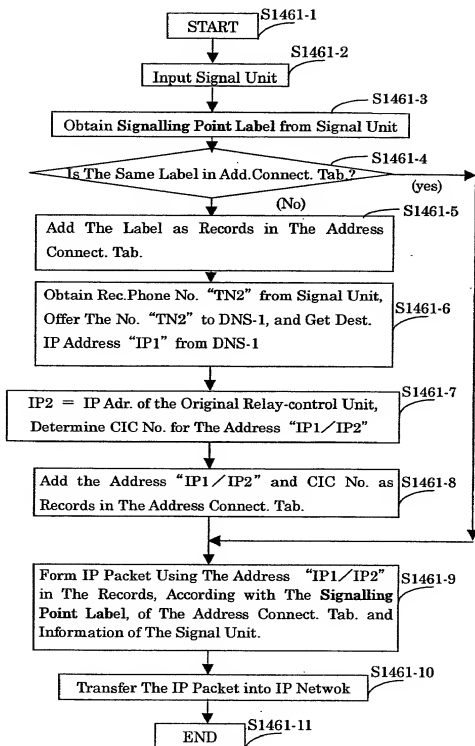 S1461-1
START
S1461-2
Input Signal Unit
S1461-3
Obtain Signalling Point Label from Signal Unit
S1461-4
Is The Same Label in Add.Connect. Tab.?
(yes)
(No)
S1461-5
Add The Label as Records in The Address
Connect. Tab.
Obtain Rec.Phone No. “TN2” from Signal Unit,
Offer The No. “TN2” to DNS-1, and Get Dest.
IP Address “IP1” from DNS-1
S1461-6
S1461-7
IP2 = IP Adr. of the Original Relay-control Unit,
Determine CIC No. for The Address “IP1/IP2”
Add the Address “IP1/IP2” and CIC No. as
Records in The Address Connect. Tab.
S1461-8
Form IP Packet Using The Address “IP1/IP2”
in The Records, According with The Signalling
Point Label, of The Address Connect. Tab. and
Information of The Signal Unit.
S1461-9
S1461-10
Transfer The IP Packet into IP Netwok
S1461-11
END